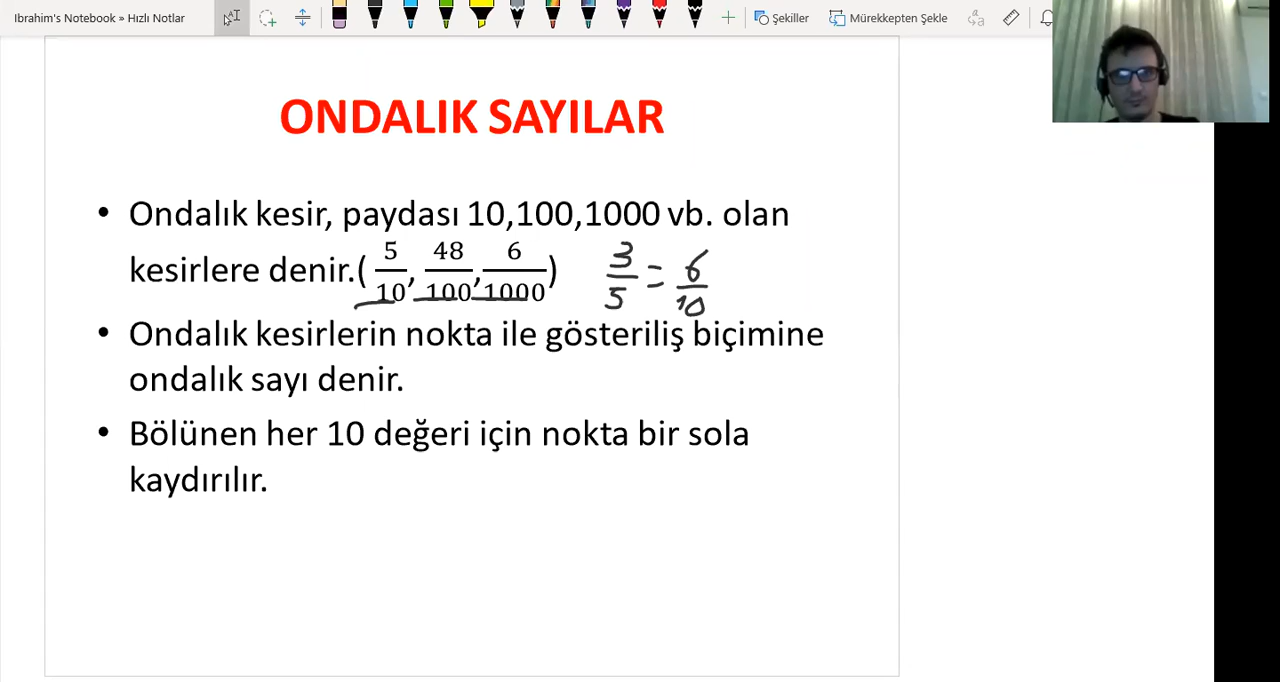 Ibrahim's Notebook » Hızlı Notlar
Şekiller
Mürekkepten Şekle
ONDALIK SAYILAR
• Ondalık kesir, paydası 10,100,1000 vb. olan
kesirlere denir.(5/10, 48/100, 6/1000) 3/5 = 6/10
• Ondalık kesirlerin nokta ile gösteriliş biçimine
ondalık sayı denir.
• Bölünen her 10 değeri için nokta bir sola
kaydırılır.